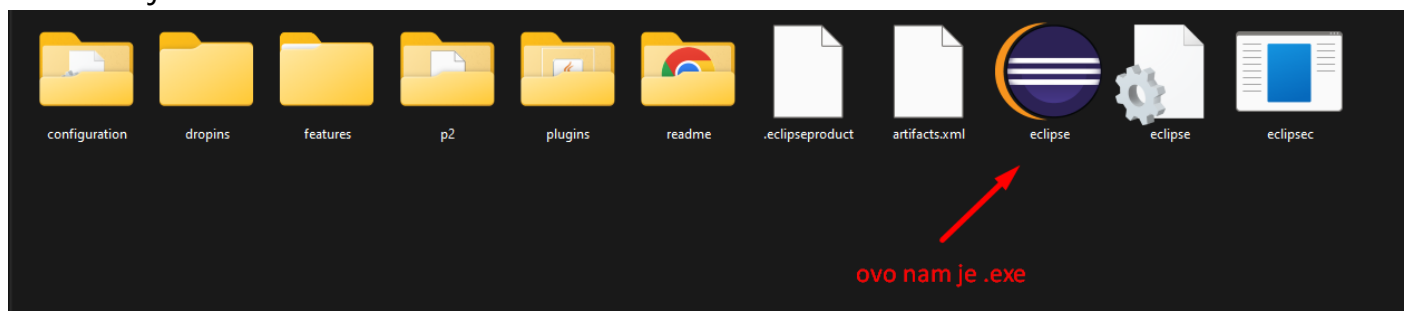 configuration
dropins
features
p2
plugins
readme
.eclipseproduct
artifacts.xml
eclipse
eclipse
eclipsec
ovo nam je .exe